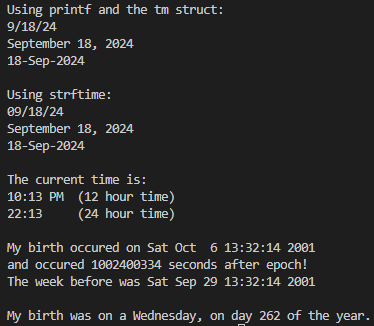 Using printf and the tm struct:
9/18/24
September 18, 2024
18-Sep-2024
Using strftime:
09/18/24
September 18, 2024
18-Sep-2024
The current time is:
10:13 PM  (12 hour time)
22:13     (24 hour time)
My birth occured on Sat Oct  6 13:32:14 2001
and occured 1002400334 seconds after epoch!
The week before was Sat Sep 29 13:32:14 2001
My birth was on a Wednesday, on day 262 of the year.